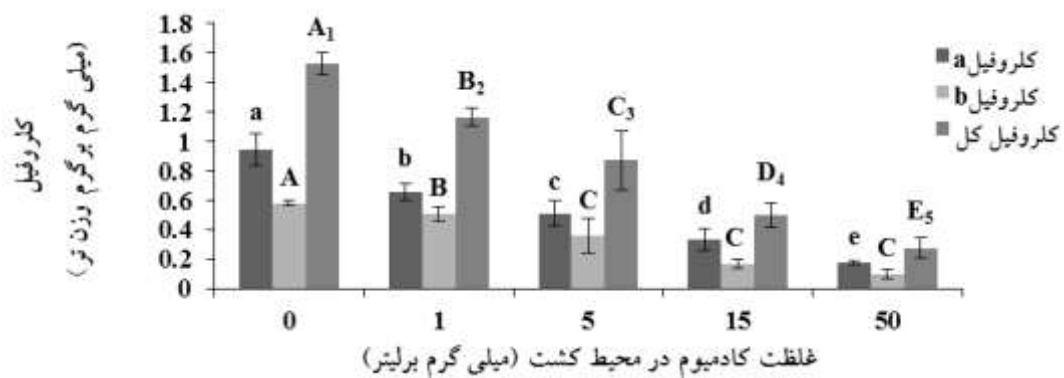 کلروفیل
(میلی گرم برگرم وزن تر)
1.8
1.6
1.4
1.2
1
0.8
0.6
0.4
0.2
0
a
A
A1
b
B
B2
c
C
C3
d
C
D4
e
C
E5
کلروفیلa
کلروفیلb
کلروفیل کل
0 1 5 15 50
غلظت کادمیوم در محیط کشت (میلی گرم برلیتر)